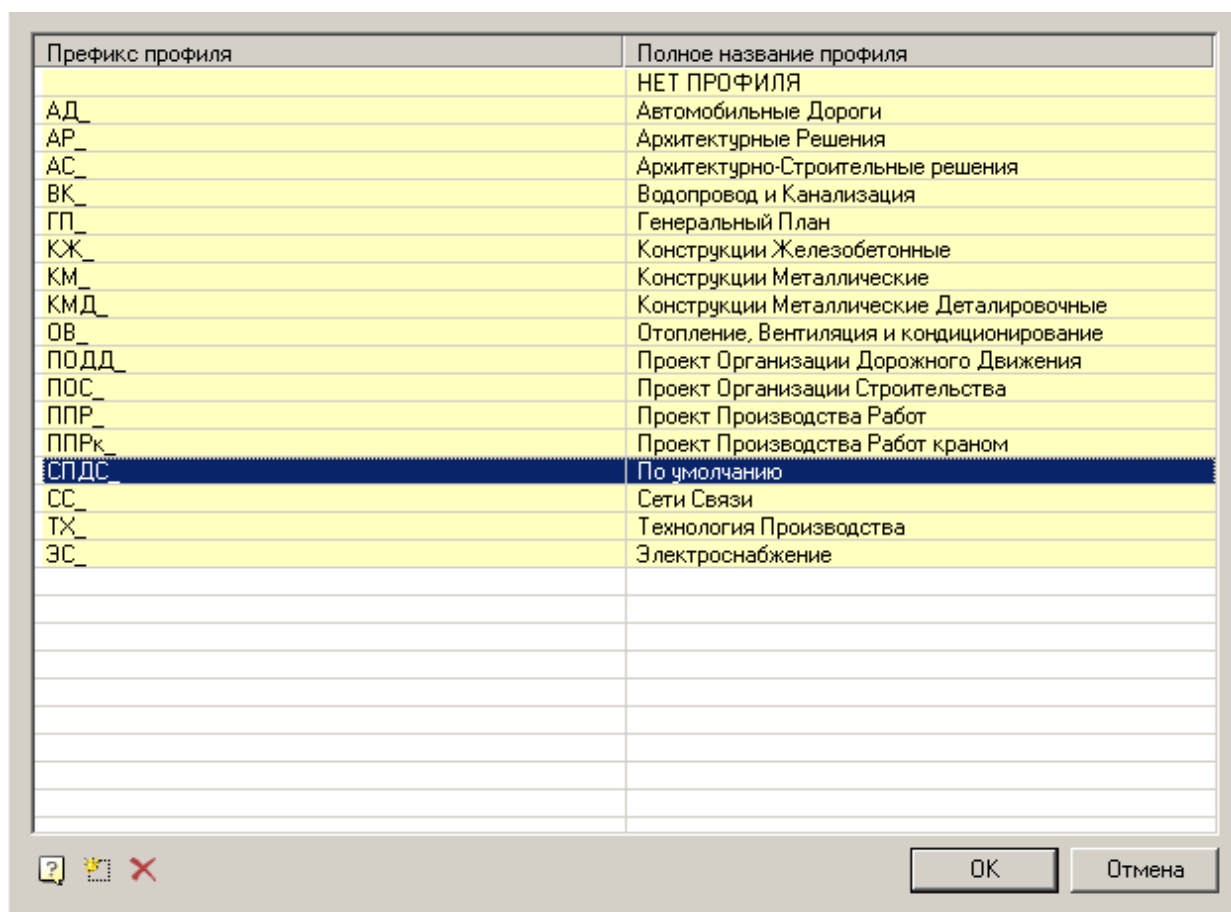 Префикс профиля Полное название профиля
НЕТ ПРОФИЛЯ
АД_ Автомобильные Дороги
АР_ Архитектурные Решения
АС_ Архитектурно-Строительные решения
ВК_ Водопровод и Канализация
ГП_ Генеральный План
КЖ_ Конструкции Железобетонные
КМ_ Конструкции Металлические
КМД_ Конструкции Металлические Деталировочные
ОВ_ Отопление, Вентиляция и кондиционирование
ПОДД_ Проект Организации Дорожного Движения
ПОС_ Проект Организации Строительства
ППР_ Проект Производства Работ
ППРк_ Проект Производства Работ краном
СПДС_ По умолчанию
СС_ Сети Связи
ТХ_ Технология Производства
ЭС_ Электроснабжение
OK Отмена